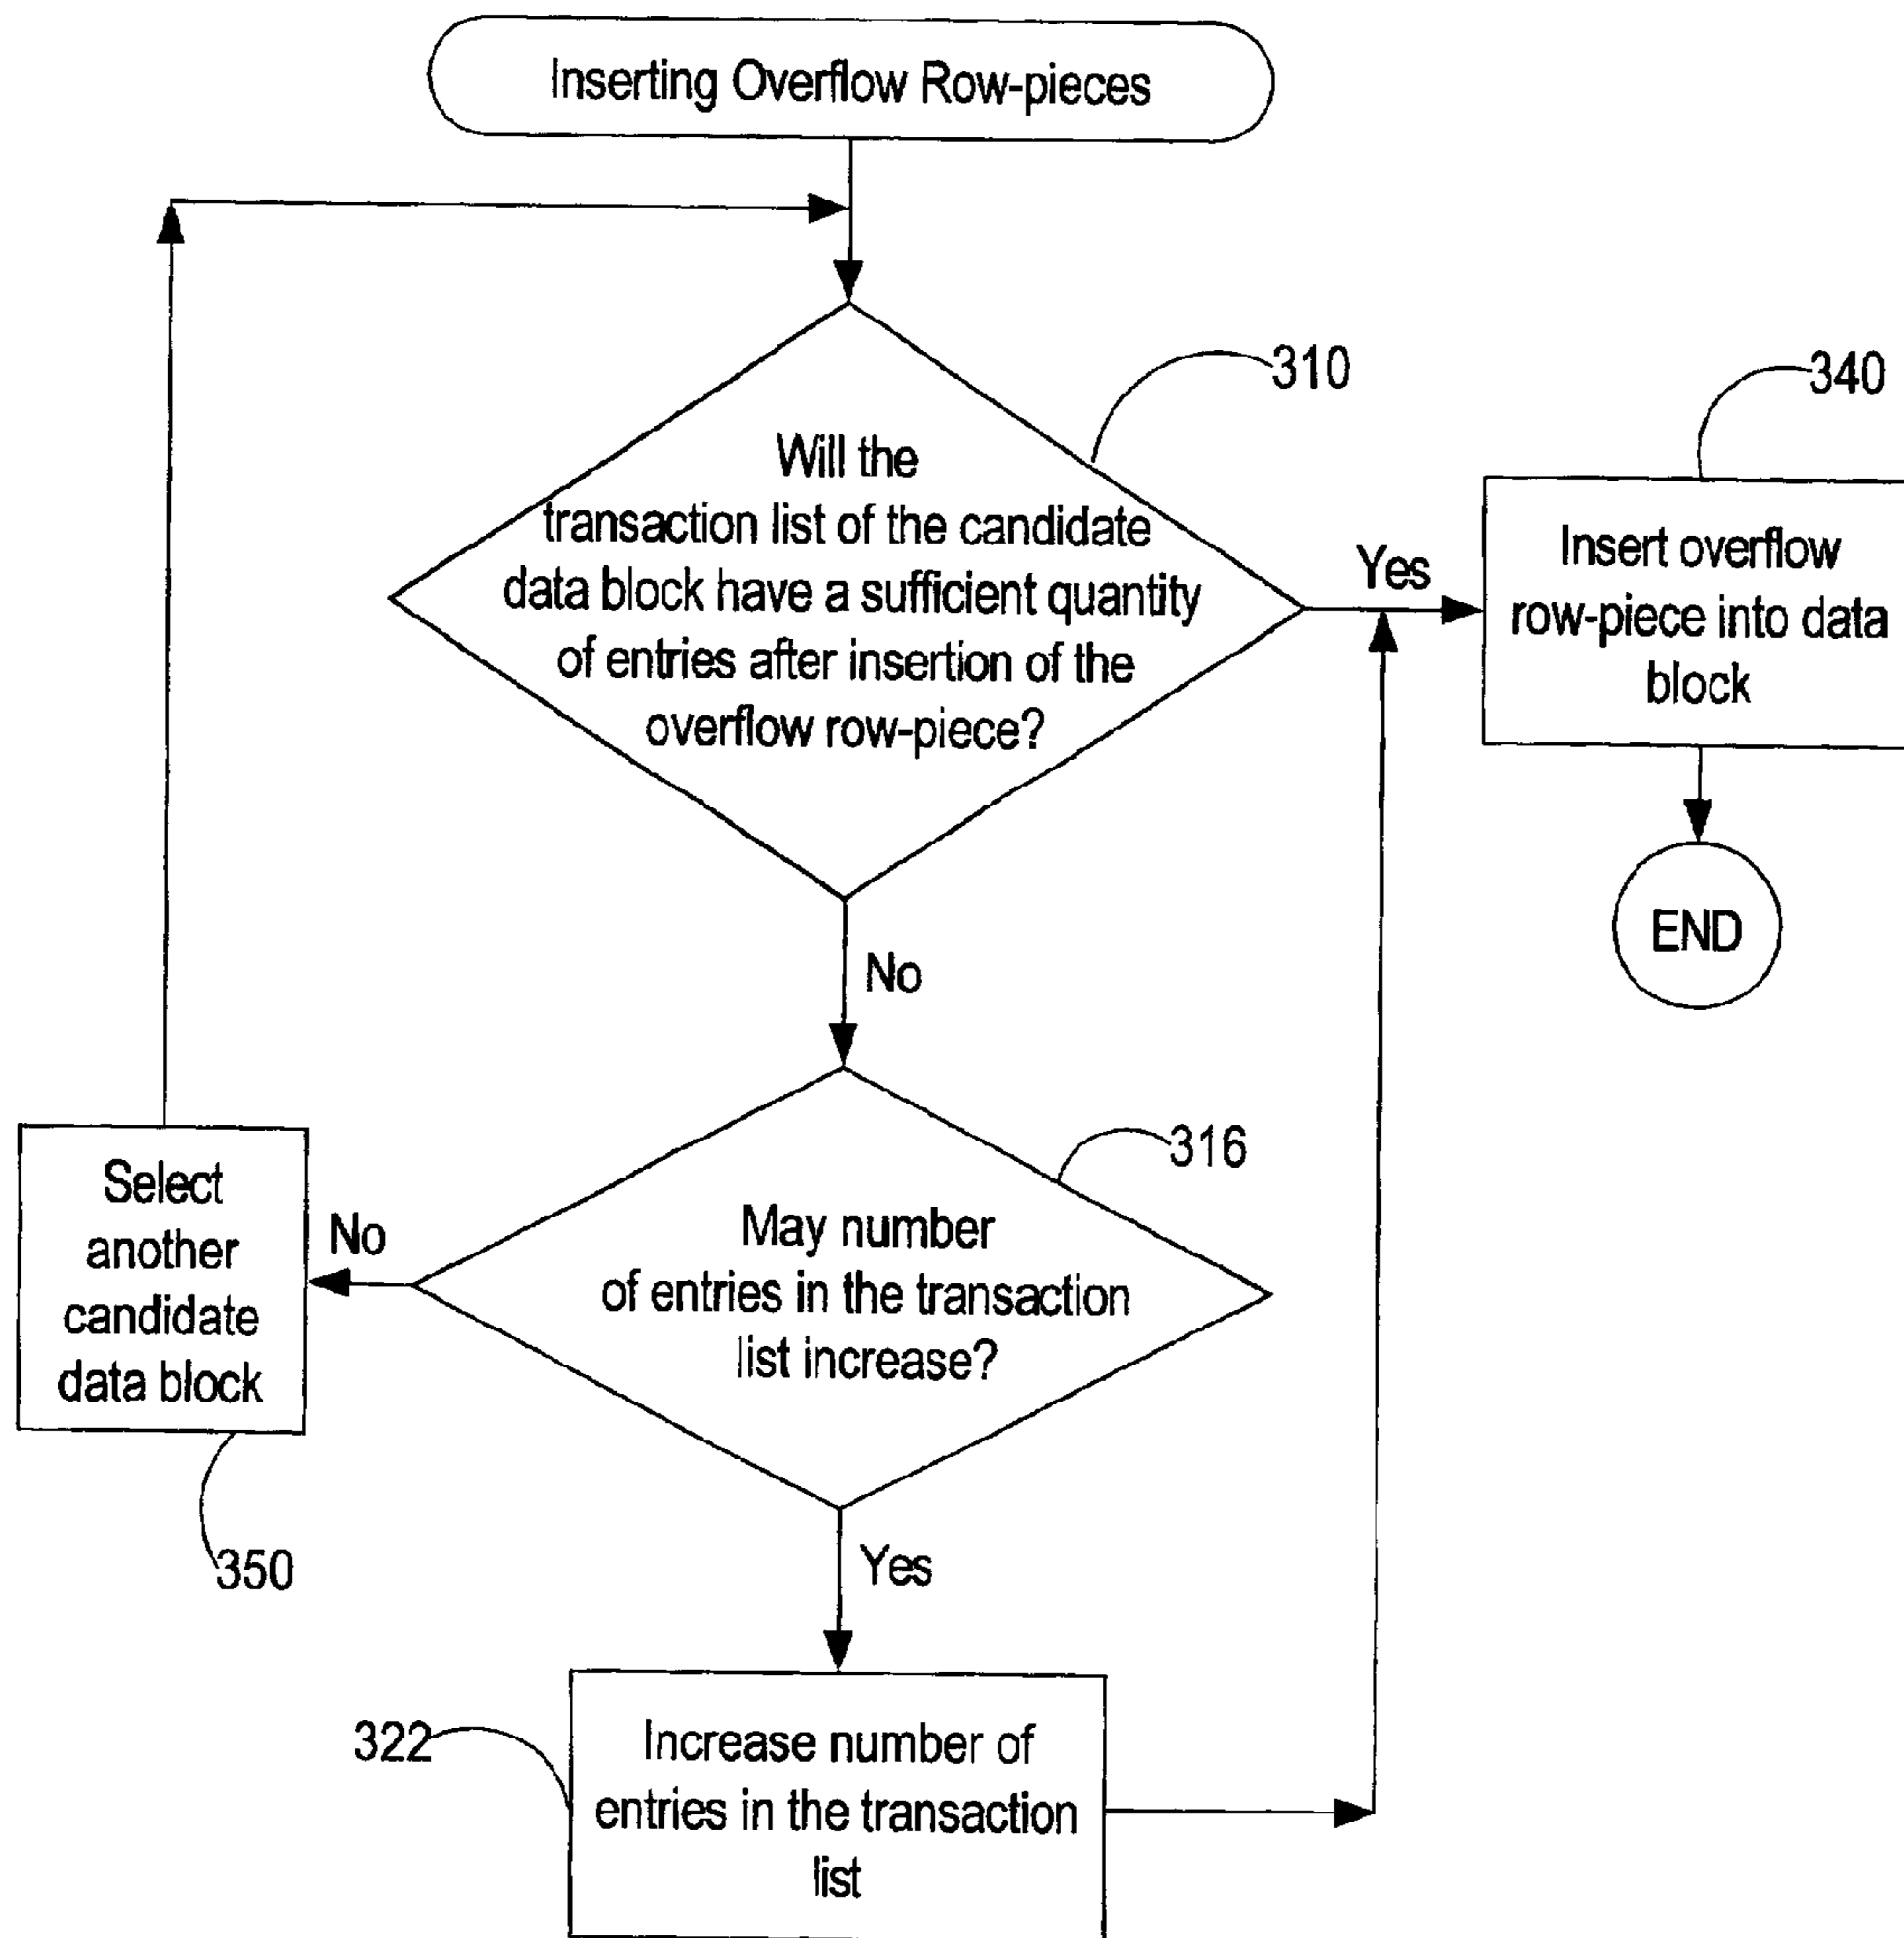 Inserting Overflow Row-pieces
310
340
Will the
transaction list of the candidate
data block have a sufficient quantity
of entries after insertion of the
overflow row-piece?
Yes
Insert overflow
row-piece into data
block
END
No
316
May number
of entries in the transaction
list increase?
No
Select
another
candidate
data block
350
Yes
322
Increase number of
entries in the transaction
list